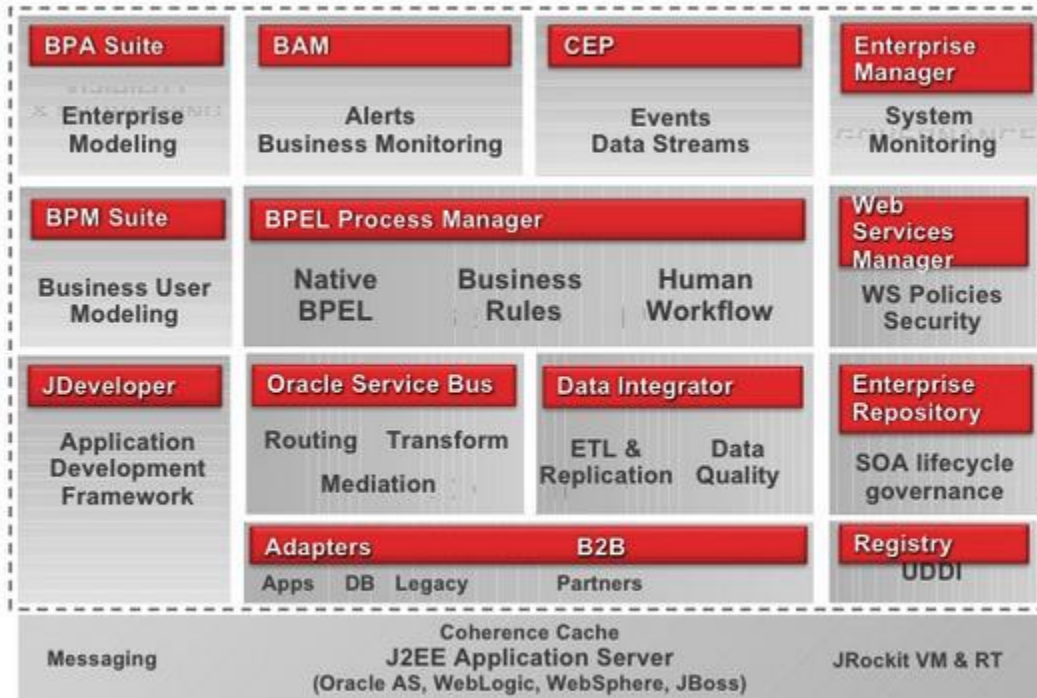 BPA Suite
Enterprise
Modeling
BAM
Alerts
Business Monitoring
CEP
Events
Data Streams
Enterprise
Manager
System
Monitoring
BPM Suite
Business User
Modeling
BPEL Process Manager
Native
BPEL
Business
Rules
Human
Workflow
Web
Services
Manager
WS Policies
Security
JDeveloper
Application
Development
Framework
Oracle Service Bus
Routing Transform
Mediation
Data Integrator
ETL &
Replication
Data
Quality
Enterprise
Repository
SOA lifecycle
governance
Adapters B2B
Apps DB Legacy Partners
Registry
UDDI
Messaging
Coherence Cache
J2EE Application Server
(Oracle AS, WebLogic, WebSphere, JBoss)
JRockit VM & RT